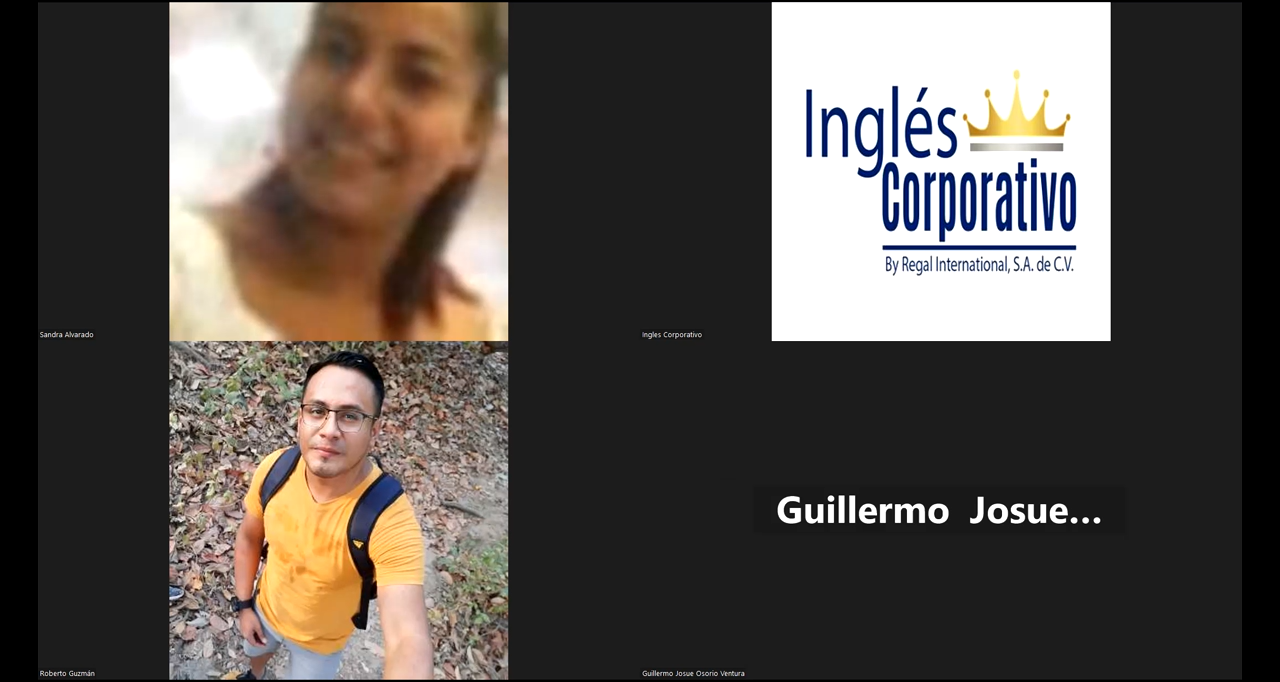 Inglés
Corporativo
By Regal International, S.A. de C.V.
Sandra Alvarado
Ingles Corporativo
Guillermo Josue...
Roberto Guzmán
Guillermo Josue Osorio Ventura